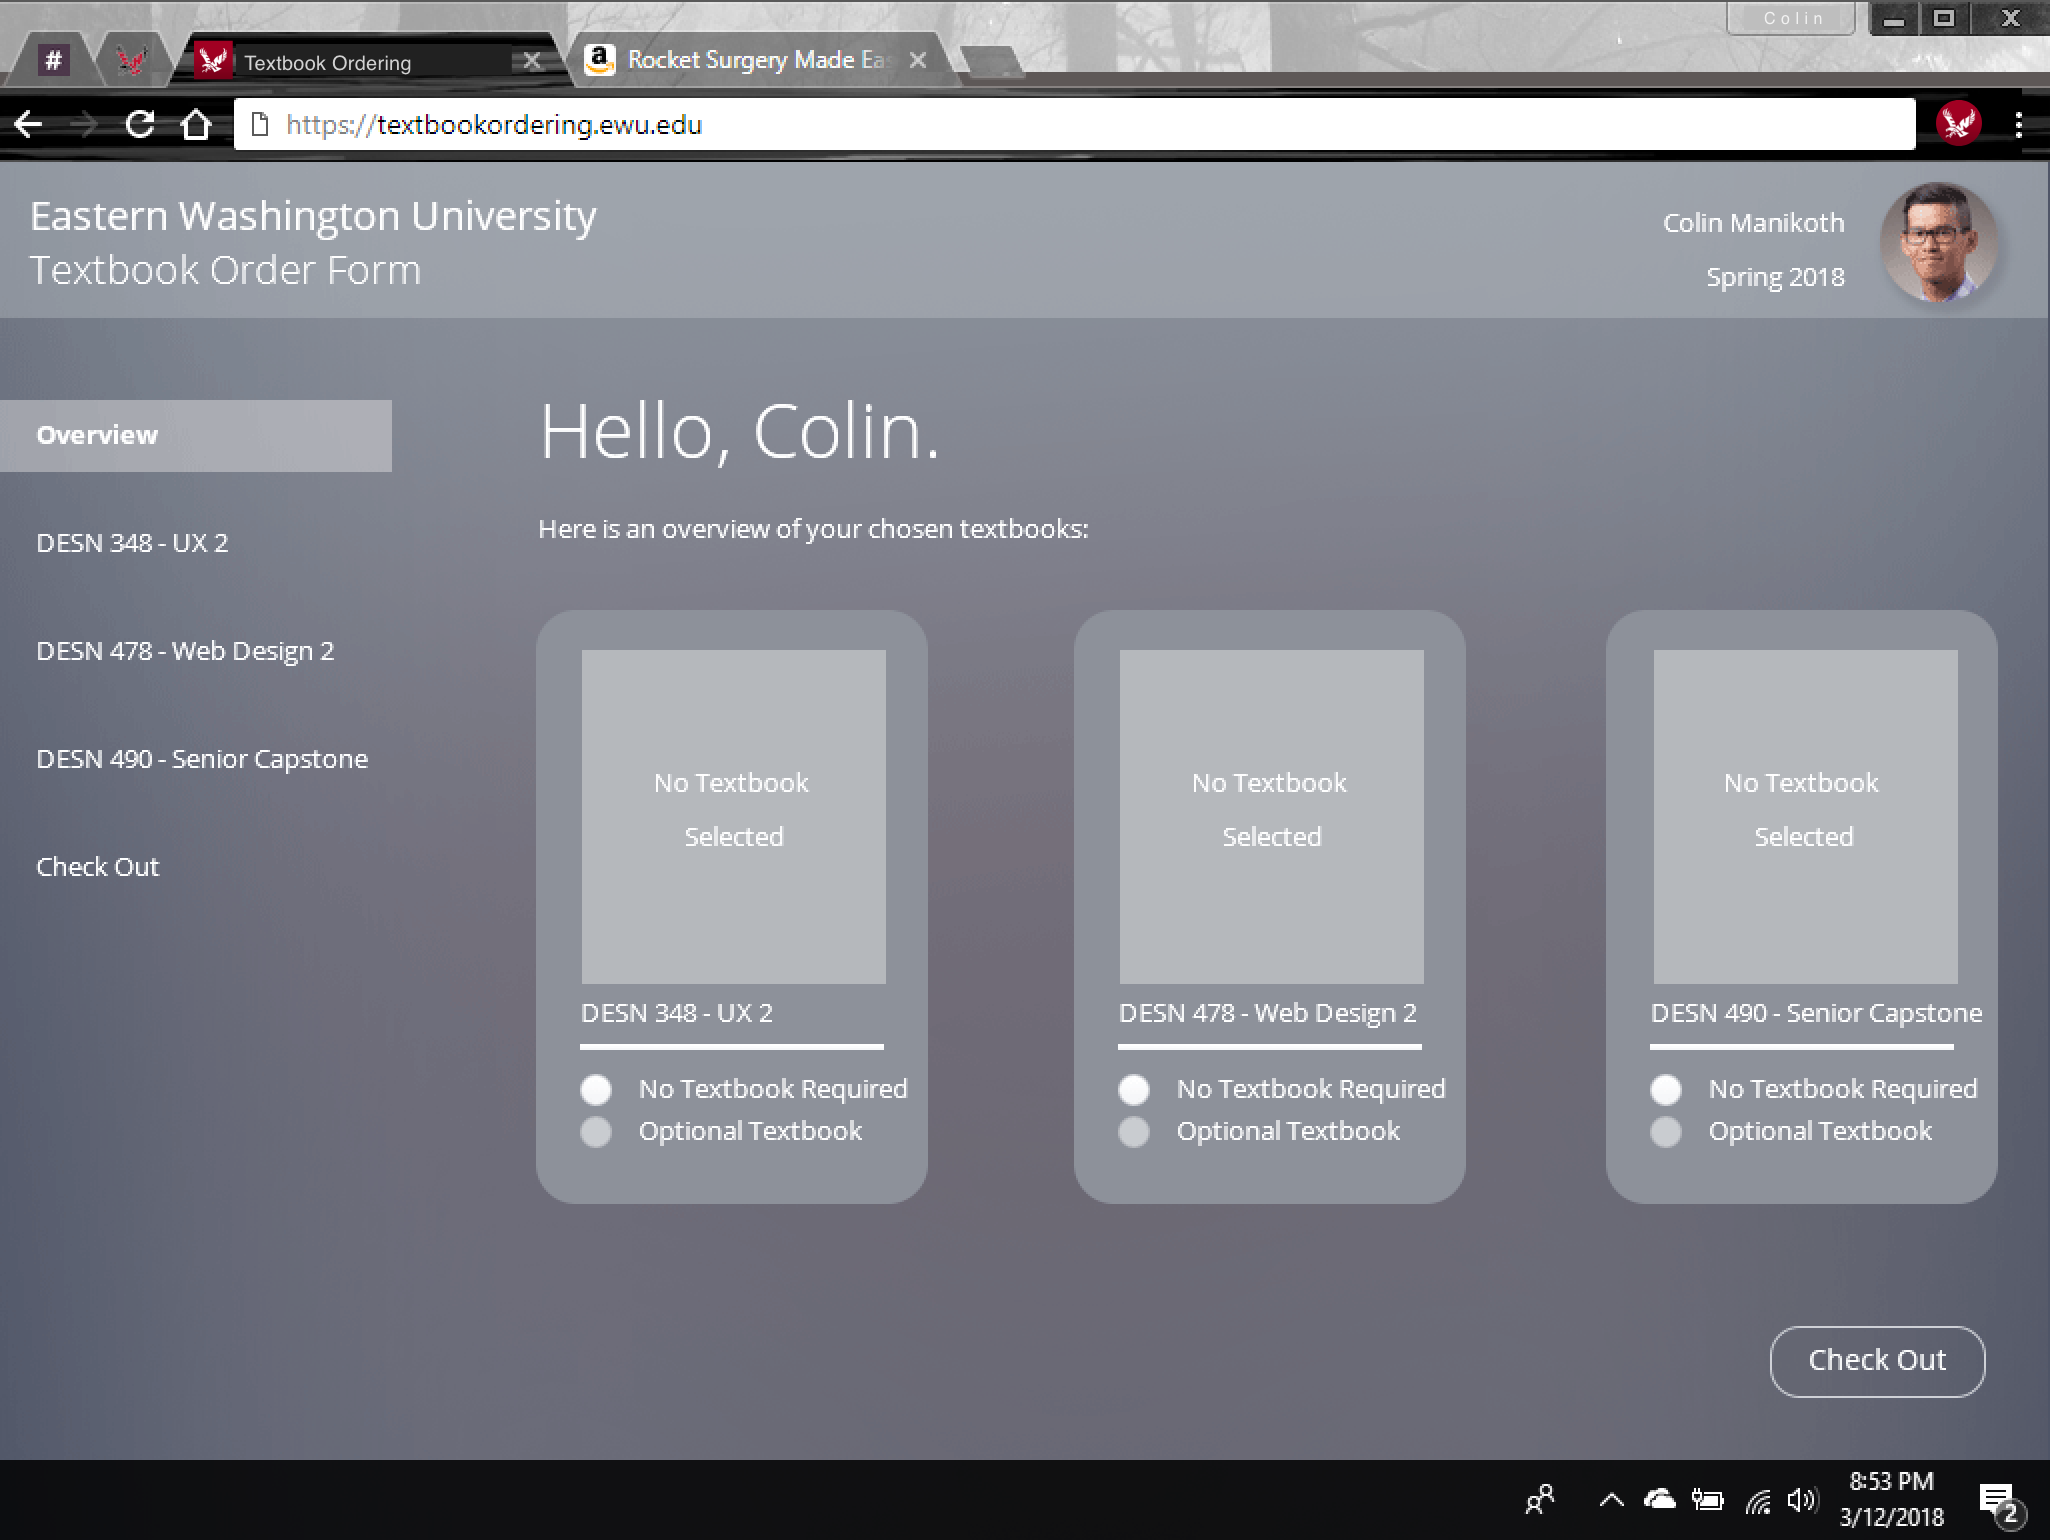 Colin
#
Textbook Ordering
Rocket Surgery Made Eas
https://textbookordering.ewu.edu
Eastern Washington University
Textbook Order Form
Colin Manikoth
Spring 2018
Overview
DESN 348 - UX 2
DESN 478 - Web Design 2
DESN 490 - Senior Capstone
Check Out
Hello, Colin.
Here is an overview of your chosen textbooks:
No Textbook
Selected
DESN 348 - UX 2
No Textbook Required
Optional Textbook
No Textbook
Selected
DESN 478 - Web Design 2
No Textbook Required
Optional Textbook
No Textbook
Selected
DESN 490 - Senior Capstone
No Textbook Required
Optional Textbook
Check Out
8:53 PM
3/12/2018
2